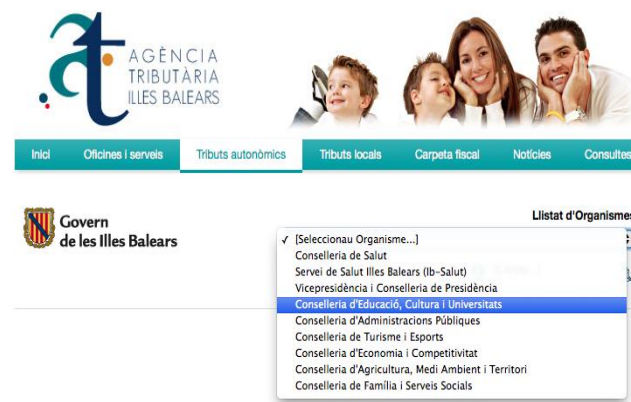 at
AGÈNCIA
TRIBUTÀRIA
ILLES BALEARS
Inici Oficines i serveis Tributs autonòmics Tributs locals Carpeta fiscal Notícies Consultes
Llistat d'Organismes
Govern
de les Illes Balears
✓ [Seleccionau Organisme...]
Conselleria de Salut
Servei de Salut Illes Balears (Ib-Salut)
Vicepresidència i Conselleria de Presidència
Conselleria d'Educació, Cultura i Universitats
Conselleria d'Administracions Públiques
Conselleria de Turisme i Esports
Conselleria d'Economia i Competitivitat
Conselleria d'Agricultura, Medi Ambient i Territori
Conselleria de Família i Serveis Socials